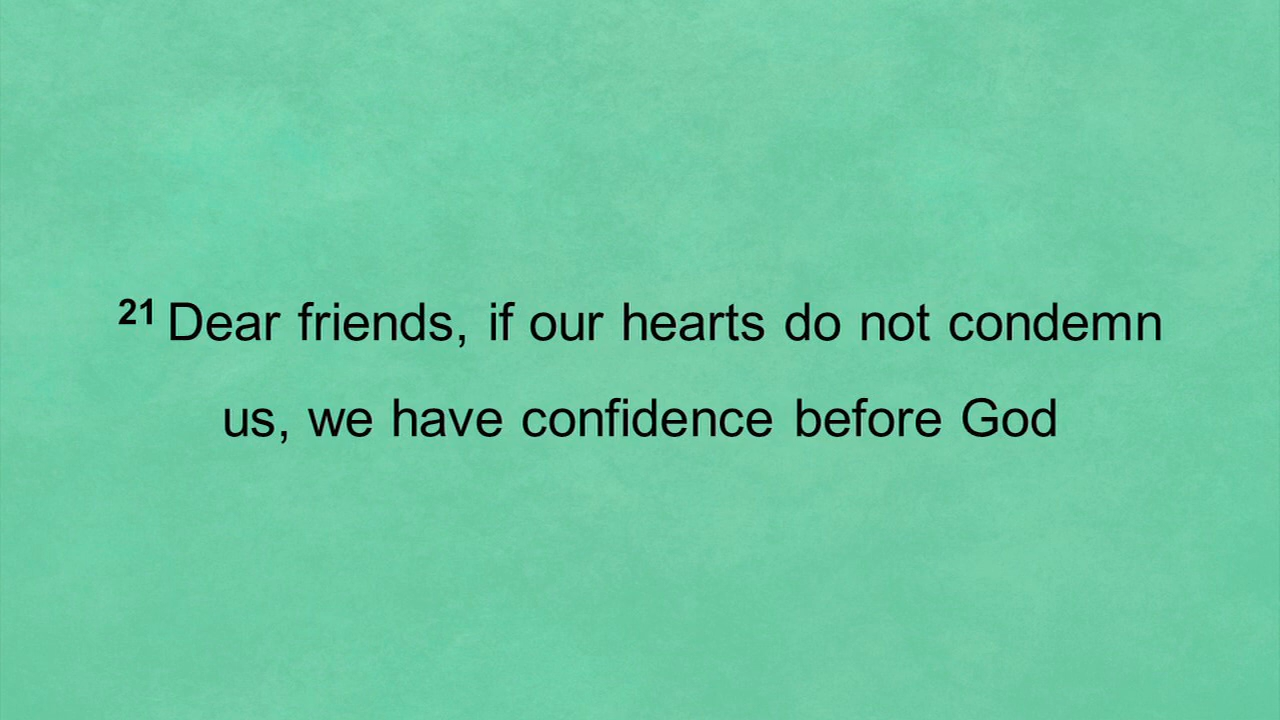 21 Dear friends, if our hearts do not condemn
us, we have confidence before God